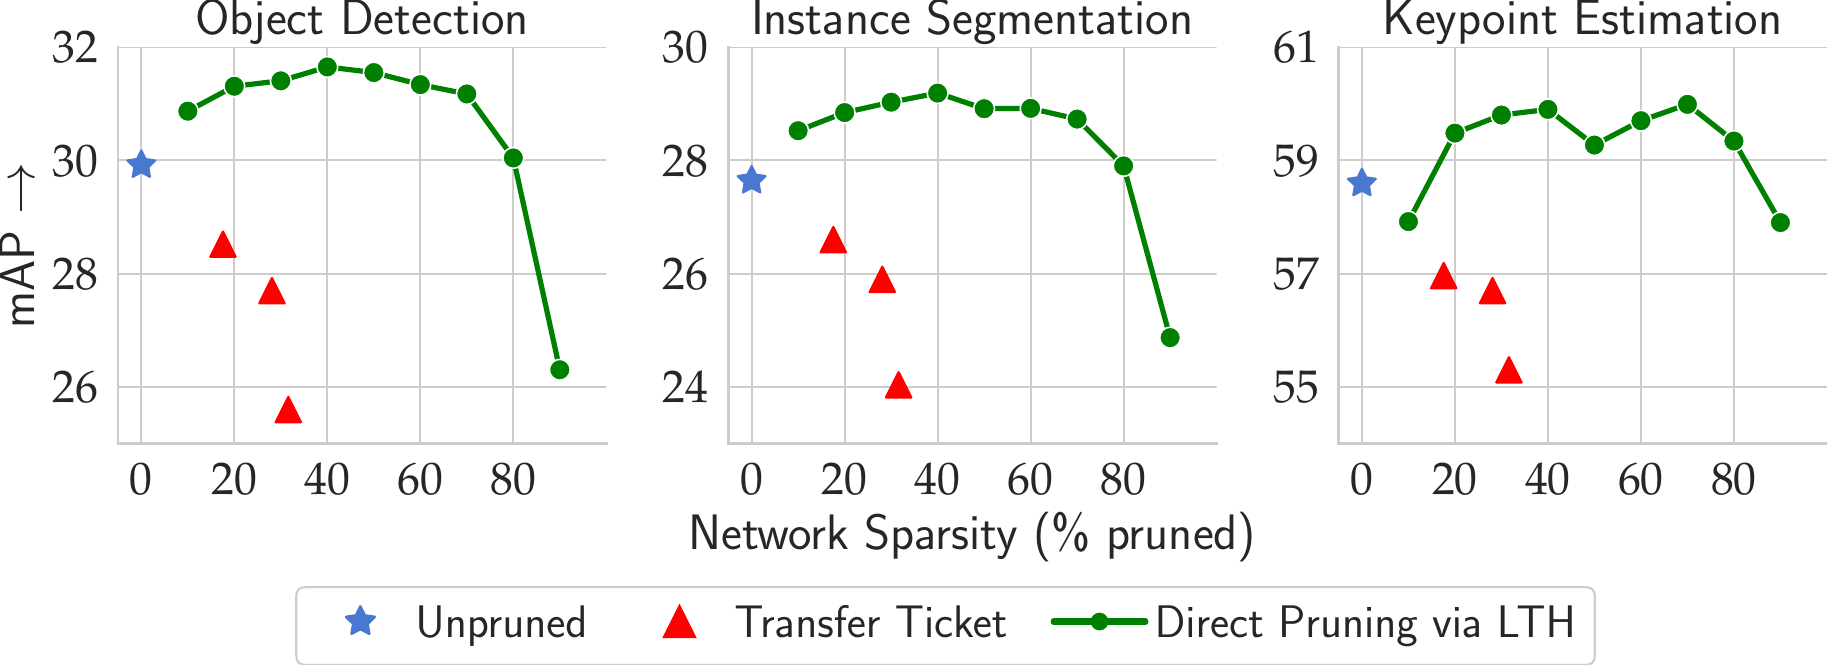 Object Detection
Instance Segmentation
Keypoint Estimation
mAP →
32
30
28
26
0 20 40 60 80
30
28
26
24
0 20 40 60 80
61
59
57
55
0 20 40 60 80
Network Sparsity (% pruned)
Unpruned
Transfer Ticket
Direct Pruning via LTH